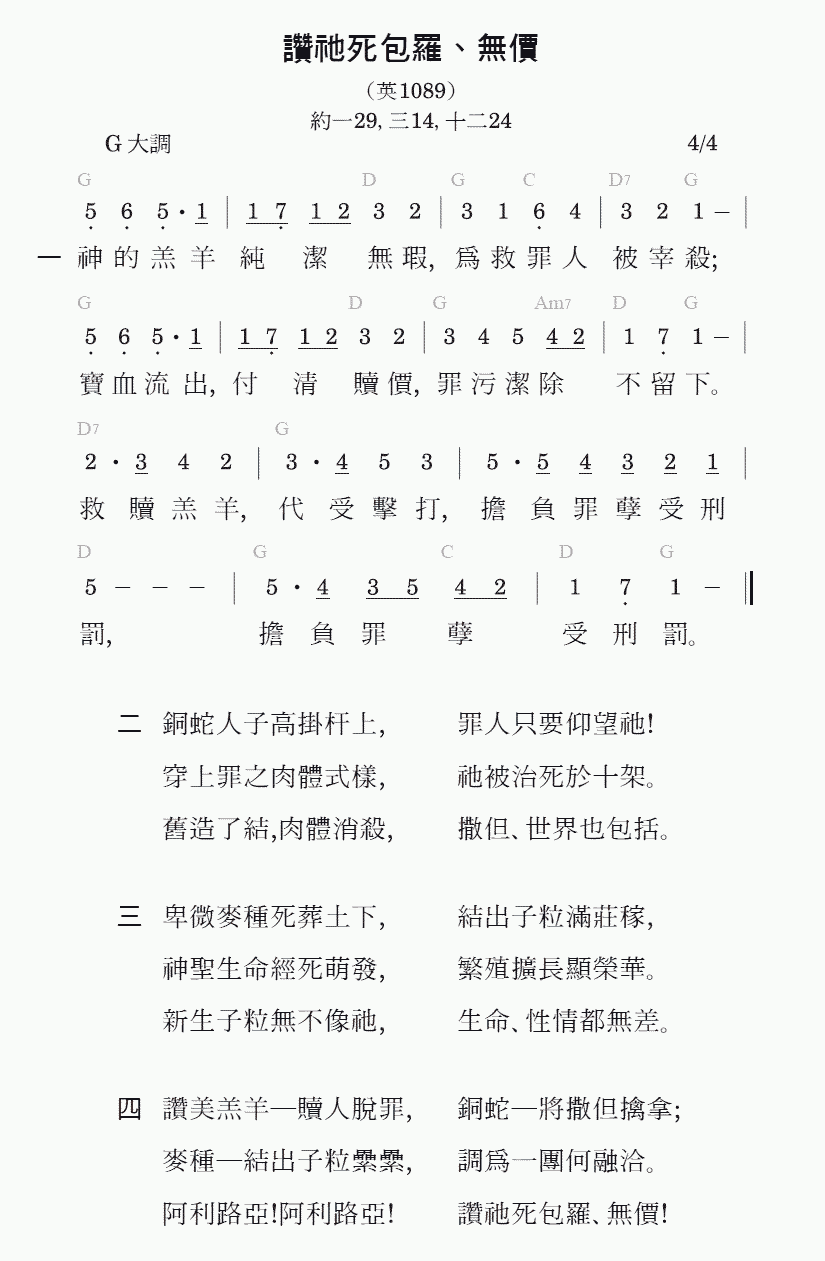 讚祂死包羅、無價
（英1089）
約一29, 三14, 十二24
G 大調 4/4
G D G C D7 G
5 6 5 • 1 | 1 7 1 2 3 2 | 3 1 6 4 | 3 2 1 – |
一 神的羔羊純潔無瑕, 爲救罪人被宰殺;
G D G Am7 D G
5 6 5 • 1 | 1 7 1 2 3 2 | 3 4 5 4 2 | 1 7 1 – |
寶血流出, 付清贖價, 罪污潔除不留下。
D7 G
2 • 3 4 2 | 3 • 4 5 3 | 5 • 5 4 3 2 1 |
救贖羔羊, 代受擊打, 擔負罪孽受刑
D G C D G
5 – – – | 5 • 4 3 5 4 2 | 1 7 1 – ‖
罰, 擔負罪孽受刑罰。
二 銅蛇人子高掛杆上, 罪人只要仰望祂!
穿上罪之肉體式樣, 祂被治死於十架。
舊造了結,肉體消殺, 撒但、世界也包括。
三 卑微麥種死葬土下, 結出子粒滿莊稼,
神聖生命經死萌發, 繁殖擴長顯榮華。
新生子粒無不像祂, 生命、性情都無差。
四 讚美羔羊—贖人脫罪, 銅蛇—將撒但擒拿;
麥種—結出子粒纍纍, 調爲一團何融洽。
阿利路亞!阿利路亞! 讚祂死包羅、無價!